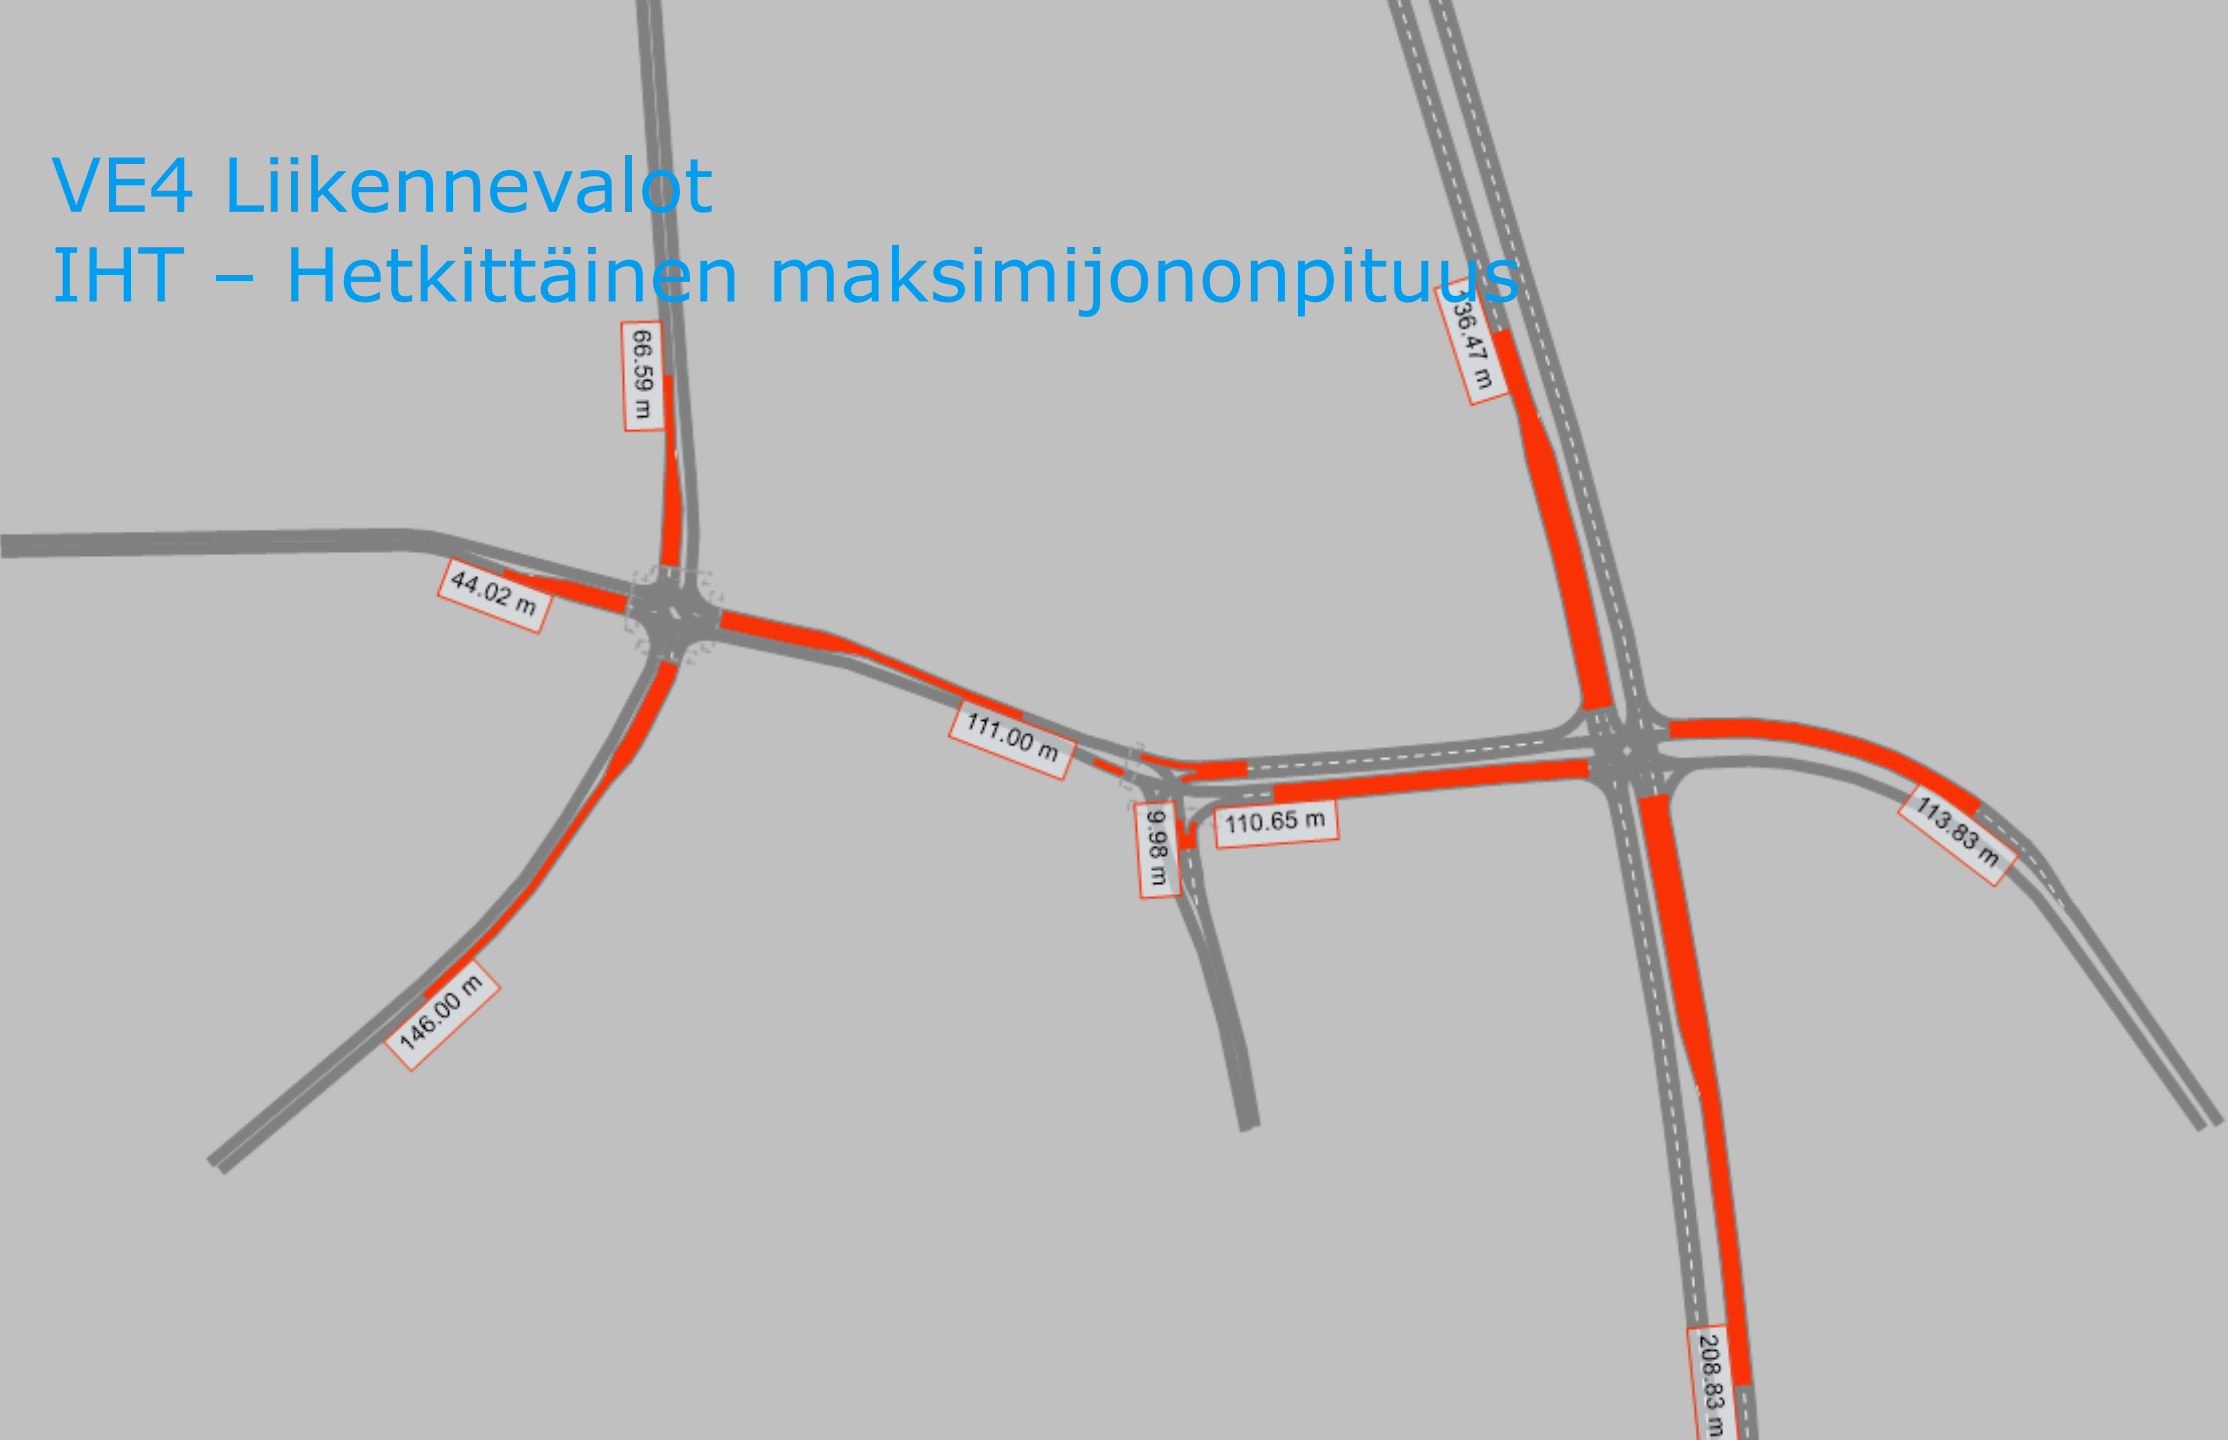 VE4 Liikennevalot
IHT – Hetkittäinen maksimijononpituus
66.59 m
136.47 m
44.02 m
111.00 m
9.98 m
110.65 m
113.83 m
146.00 m
208.83 m